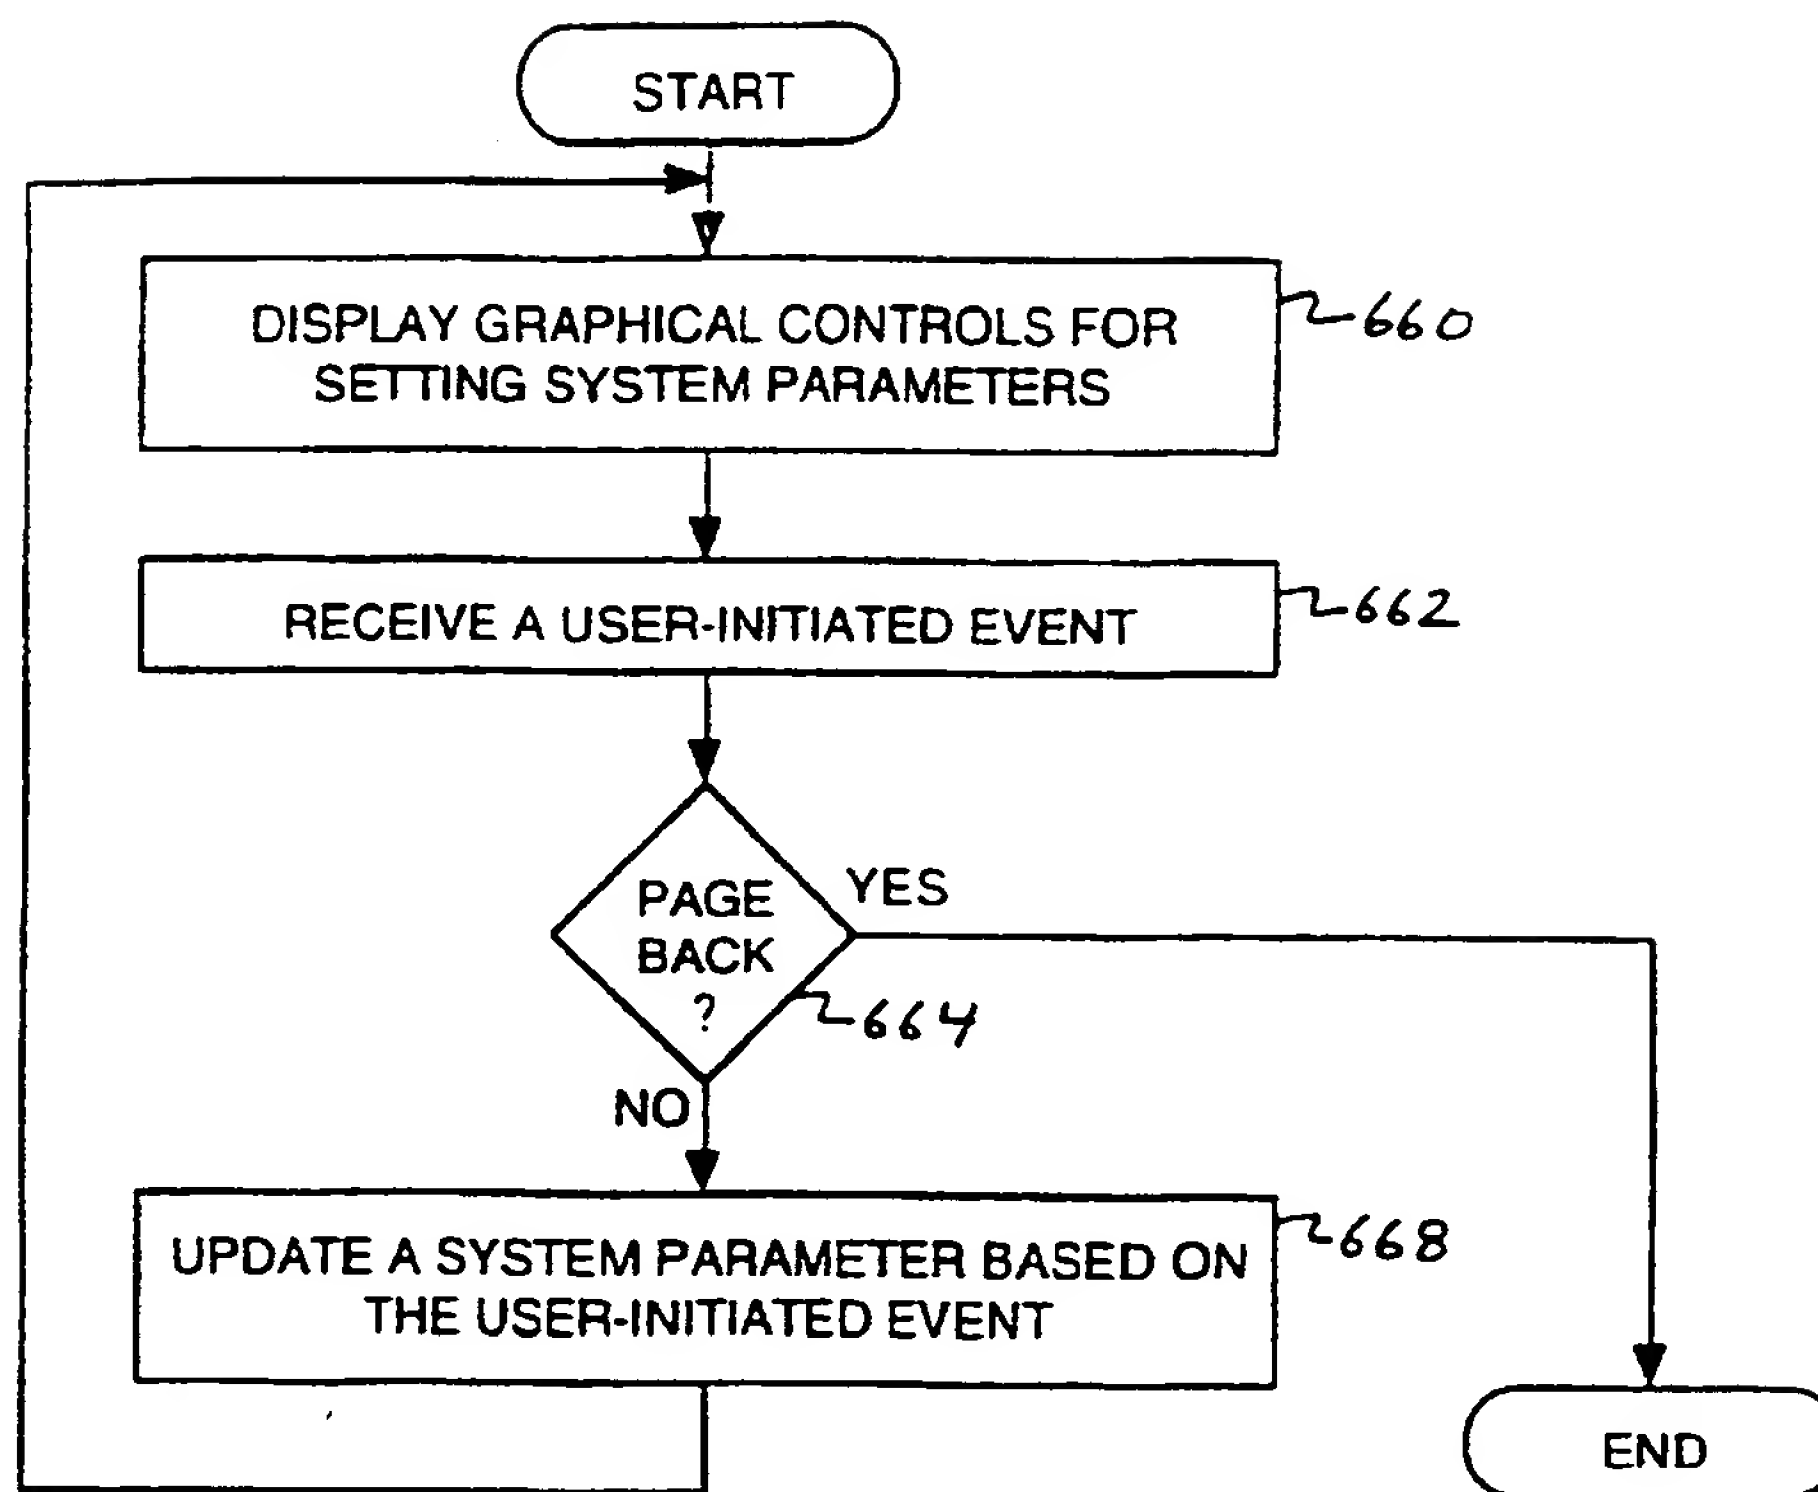 START
DISPLAY GRAPHICAL CONTROLS FOR
SETTING SYSTEM PARAMETERS
660
RECEIVE A USER-INITIATED EVENT
662
PAGE
BACK
?
YES
664
NO
UPDATE A SYSTEM PARAMETER BASED ON
THE USER-INITIATED EVENT
668
END